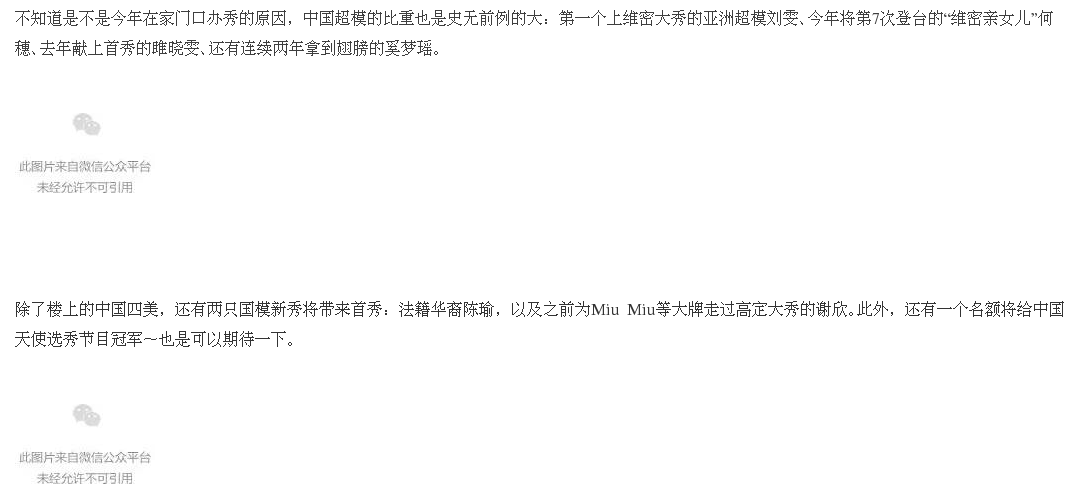 不知道是不是今年在家门口办秀的原因，中国超模的比重也是史无前例的大：第一个上维密大秀的亚洲超模刘雯、今年将第7次登台的“维密亲女儿”何
穗、去年献上首秀的雎晓雯、还有连续两年拿到翅膀的奚梦瑶。
此图片来自微信公众平台
未经允许不可引用
除了楼上的中国四美，还有两只国模新秀将带来首秀：法籍华裔陈瑜，以及之前为Miu Miu等大牌走过高定大秀的谢欣。此外，还有一个名额将给中国
天使选秀节目冠军～也是可以期待一下。
此图片来自微信公众平台
未经允许不可引用